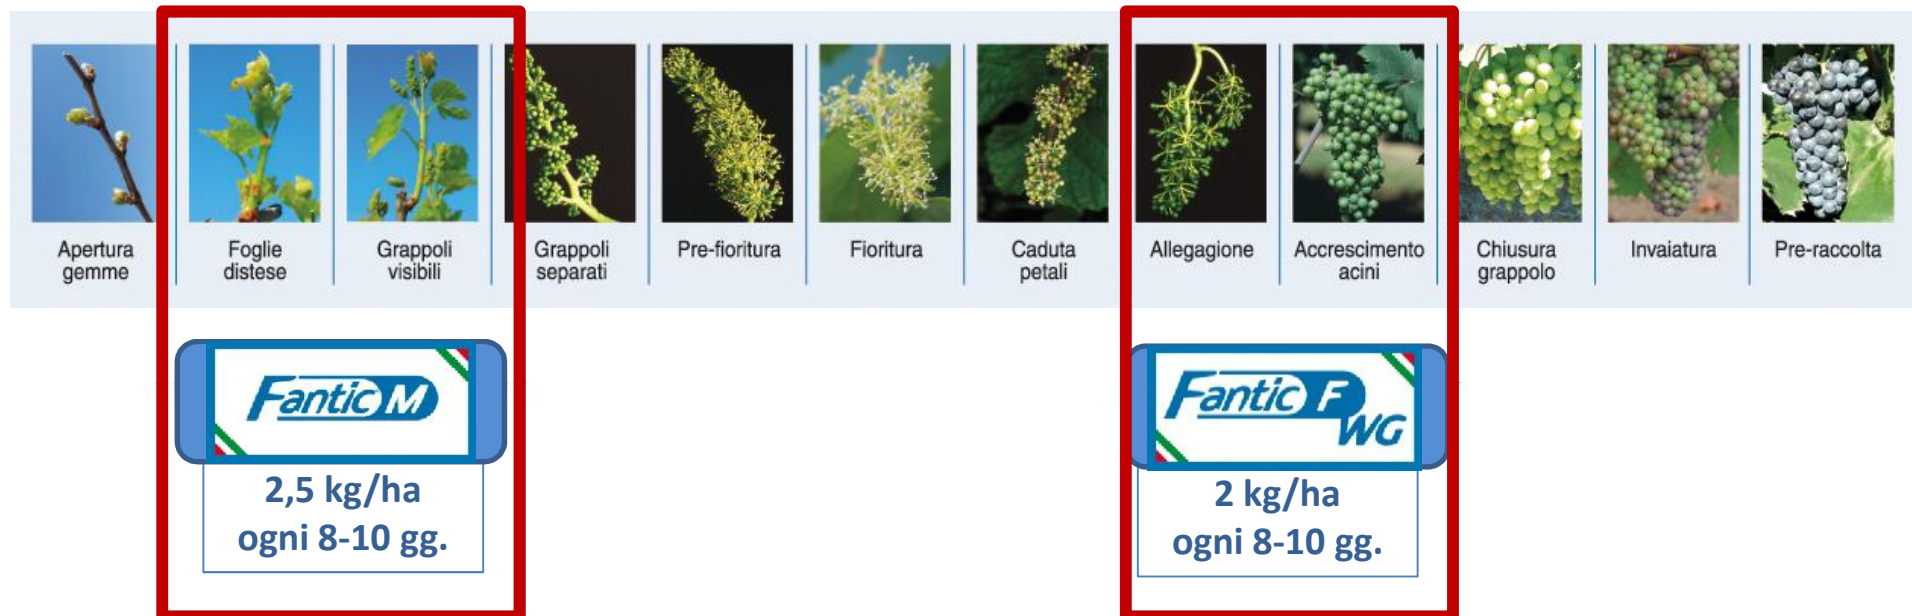 Apertura
gemme
Foglie
distese
Grappoli
visibili
Grappoli
separati
Pre-fioritura
Fioritura
Caduta
petali
Allegagione
Accrescimento
acini
Chiusura
grappolo
Invaiatura
Pre-raccolta
Fantic M
2,5 kg/ha
ogni 8-10 gg.
Fantic F
WG
2 kg/ha
ogni 8-10 gg.